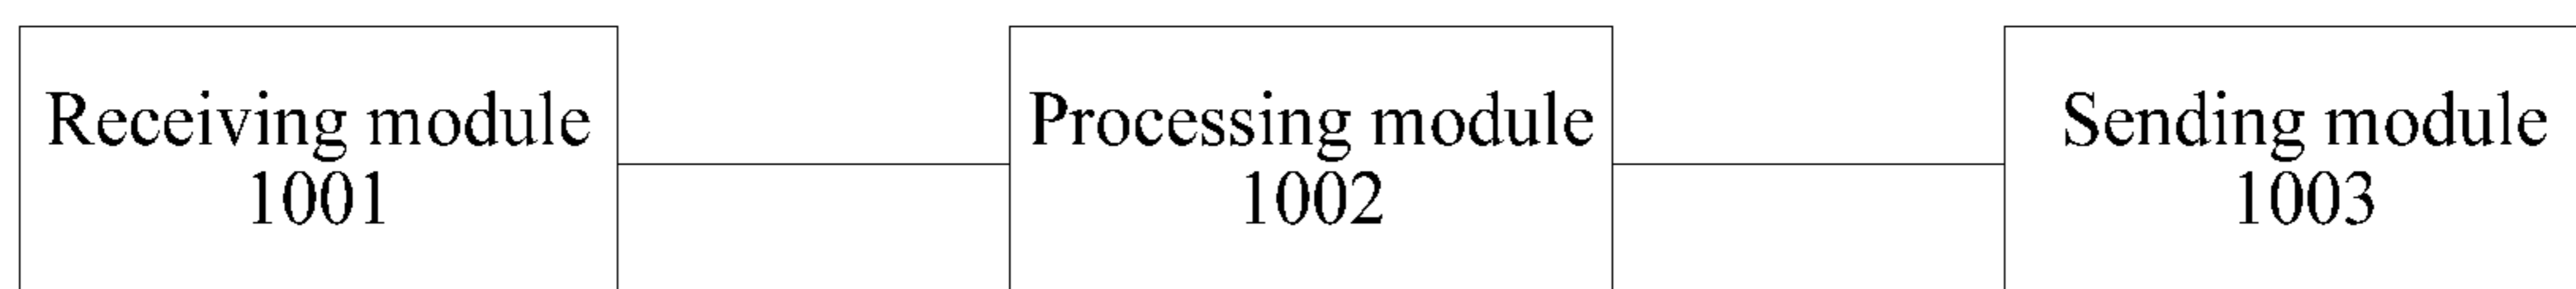 Receiving module
1001
Processing module
1002
Sending module
1003